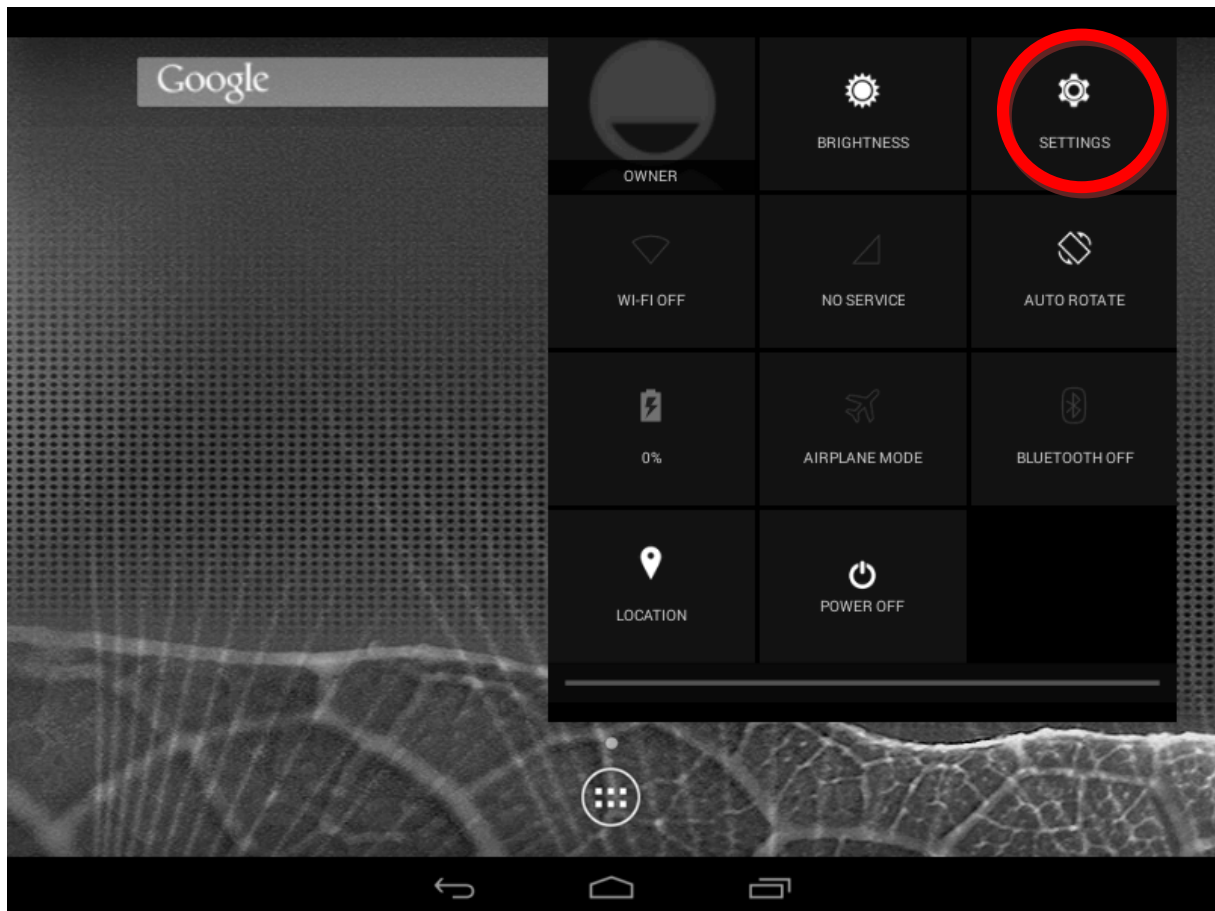 Google
BRIGHTNESS
SETTINGS
OWNER
WI-FI OFF
NO SERVICE
AUTO ROTATE
0%
AIRPLANE MODE
BLUETOOTH OFF
LOCATION
POWER OFF